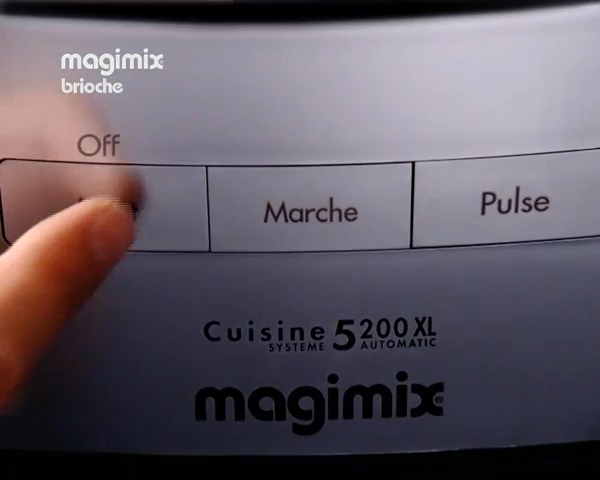 magimix
brioche
Off
Marche
Pulse
Cuisine 5200 XL
SYSTEME AUTOMATIC
magimix